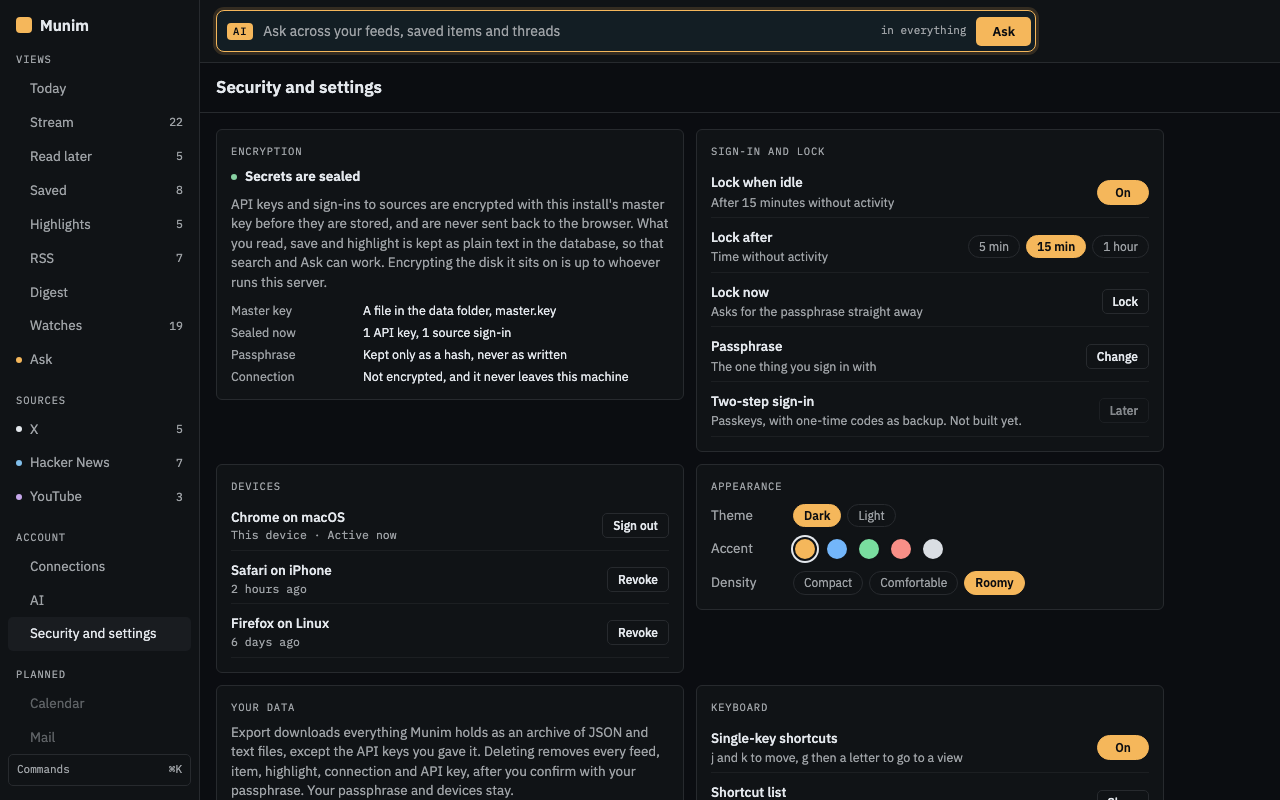 Munim
VIEWS
Today
Stream 22
Read later 5
Saved 8
Highlights 5
RSS 7
Digest
Watches 19
Ask
SOURCES
X 5
Hacker News 7
YouTube 3
ACCOUNT
Connections
AI
Security and settings
PLANNED
Calendar
Mail
Commands ⌘K
AI Ask across your feeds, saved items and threads in everything Ask
Security and settings
ENCRYPTION
Secrets are sealed
API keys and sign-ins to sources are encrypted with this install's master
key before they are stored, and are never sent back to the browser. What
you read, save and highlight is kept as plain text in the database, so that
search and Ask can work. Encrypting the disk it sits on is up to whoever
runs this server.
Master key A file in the data folder, master.key
Sealed now 1 API key, 1 source sign-in
Passphrase Kept only as a hash, never as written
Connection Not encrypted, and it never leaves this machine
SIGN-IN AND LOCK
Lock when idle
After 15 minutes without activity
On
Lock after
Time without activity
5 min 15 min 1 hour
Lock now
Asks for the passphrase straight away
Lock
Passphrase
The one thing you sign in with
Change
Two-step sign-in
Passkeys, with one-time codes as backup. Not built yet.
Later
DEVICES
Chrome on macOS
This device · Active now
Sign out
Safari on iPhone
2 hours ago
Revoke
Firefox on Linux
6 days ago
Revoke
APPEARANCE
Theme Dark Light
Accent
Density Compact Comfortable Roomy
YOUR DATA
Export downloads everything Munim holds as an archive of JSON and
text files, except the API keys you gave it. Deleting removes every feed,
item, highlight, connection and API key, after you confirm with your
passphrase. Your passphrase and devices stay.
KEYBOARD
Single-key shortcuts
j and k to move, g then a letter to go to a view
On
Shortcut list